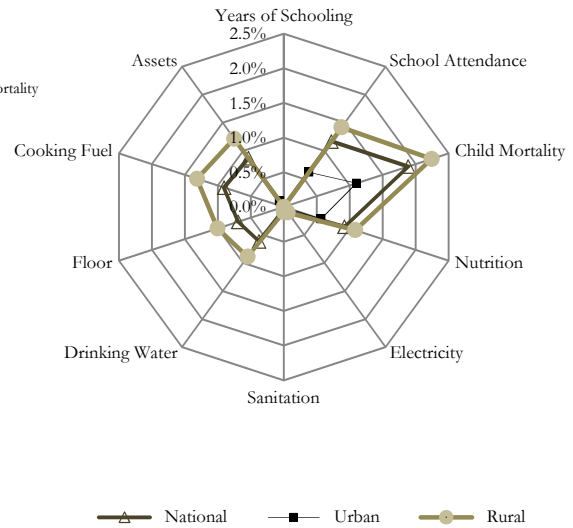 Years of Schooling
2.5%
Assets
2.0%
School Attendance
ortality
1.5%
1.0%
Cooking Fuel
Child Mortality
0.5%
0.0%
Floor
Nutrition
Drinking Water
Electricity
Sanitation
National Urban Rural